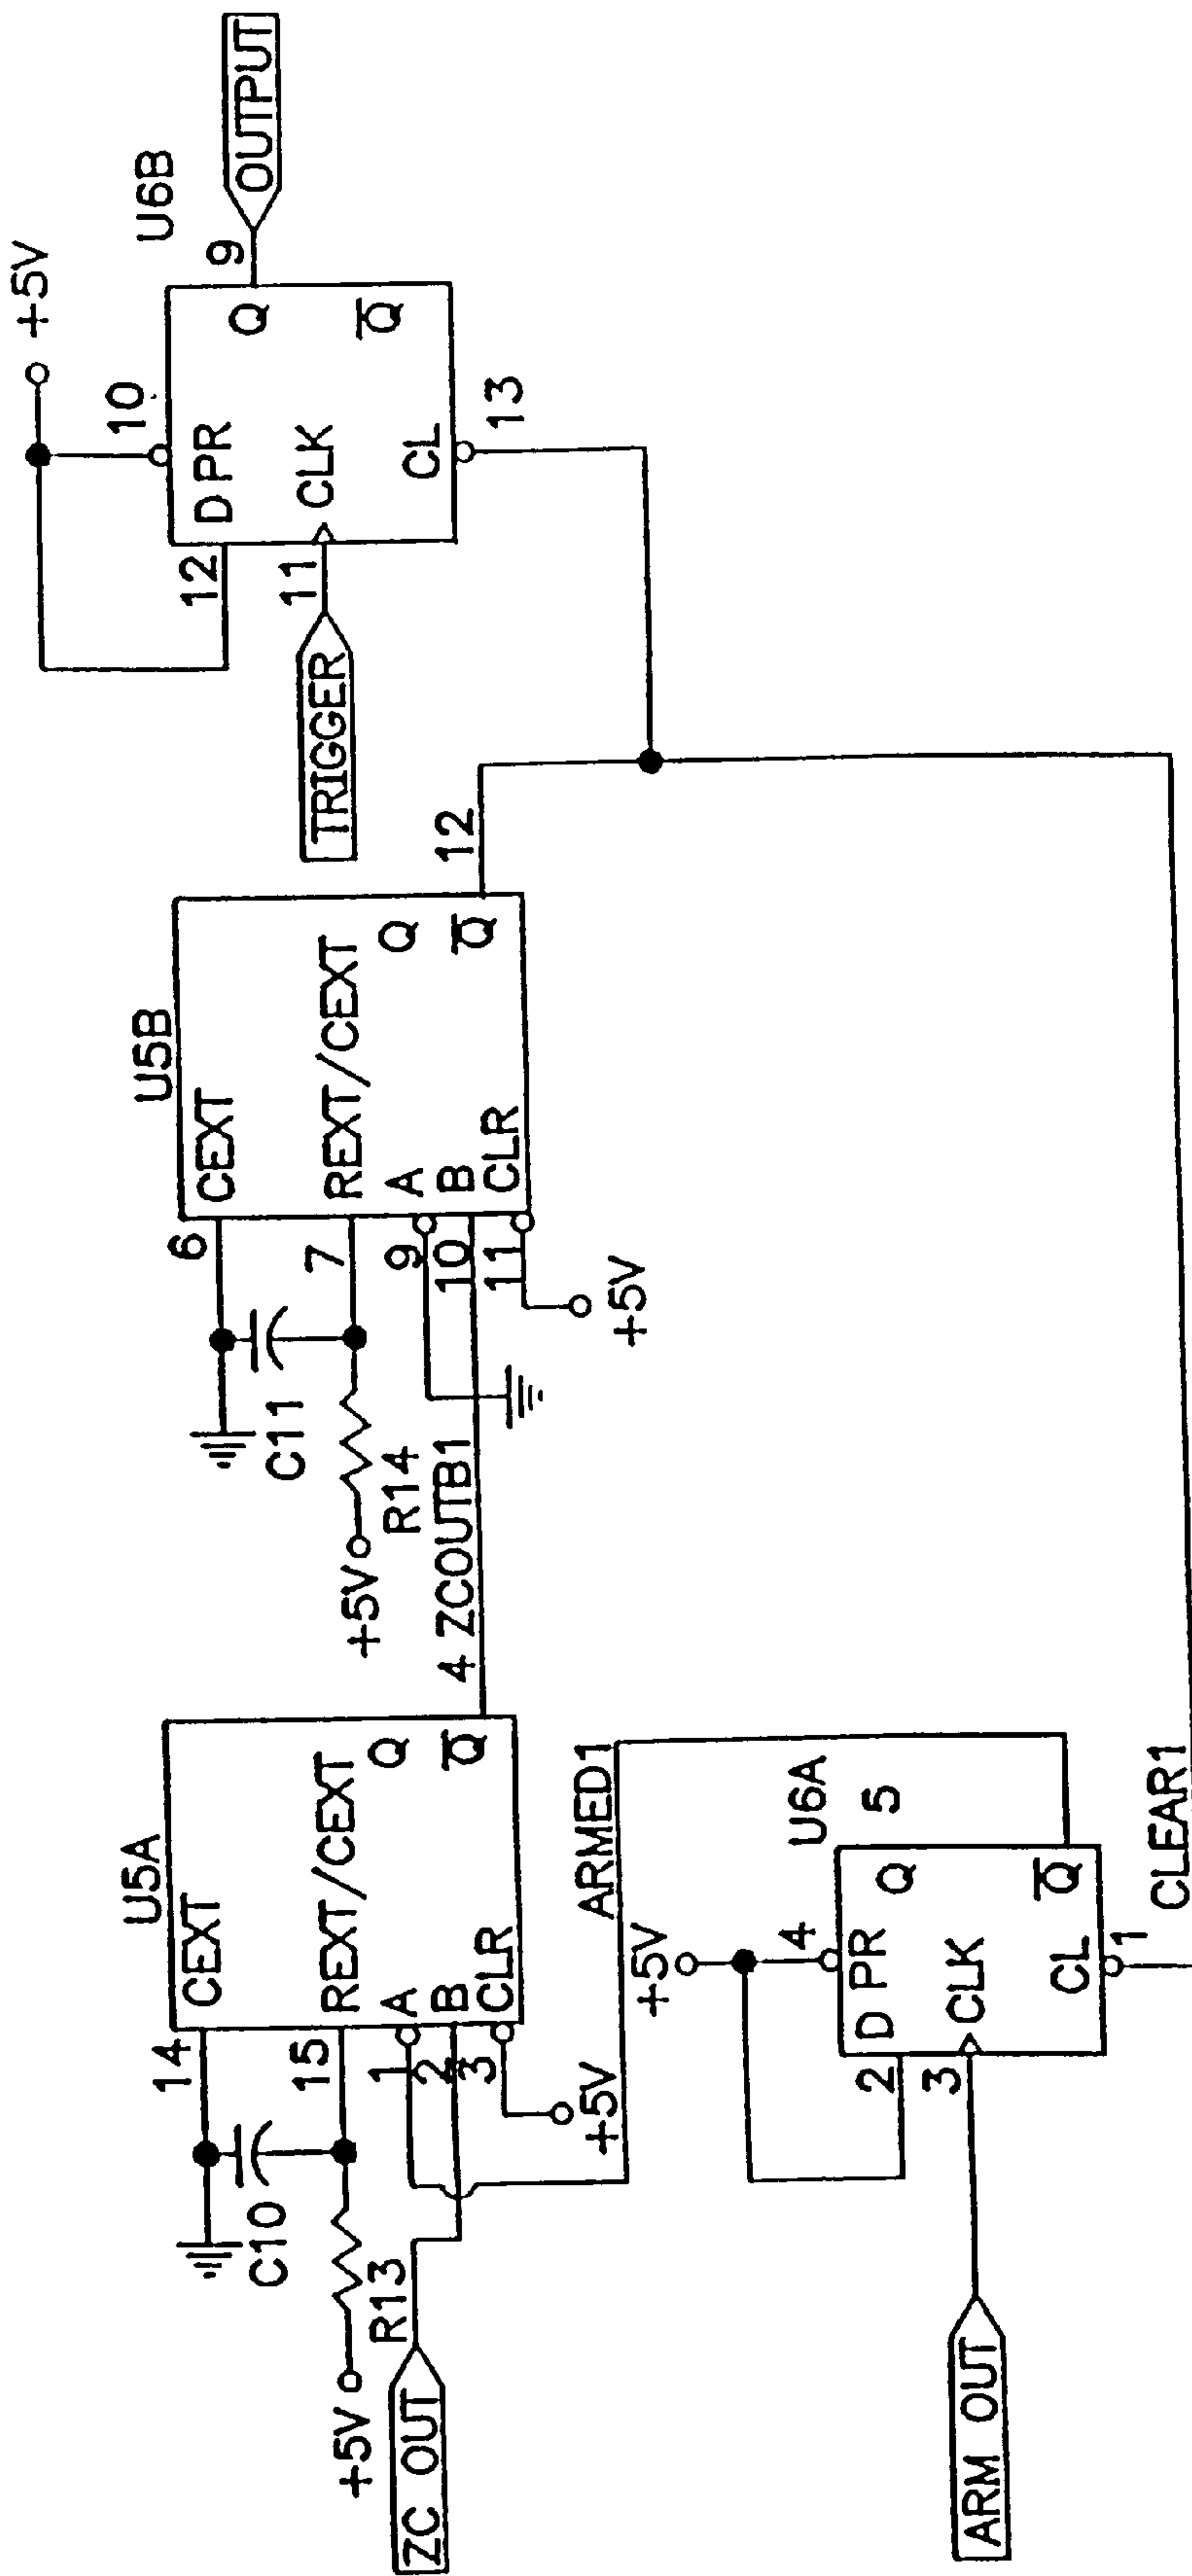 +5V
U6B
10
9
OUTPUT
D PR
Q
12
CLK
11
TRIGGER
Q
CL
13
U5B
6
CEXT
C11
7
REXT/CEXT
+5V
R14
9
A
Q
10
B
Q
12
11
CLR
+5V
4 ZCOUTB1
U5A
14
CEXT
C10
15
REXT/CEXT
+5V
R13
1
A
Q
2
B
Q
3
CLR
+5V
ZC OUT
ARMED1
+5V
U6A
4
5
D PR
Q
2
CLK
3
Q
CL
1
ARM OUT
CLEAR1